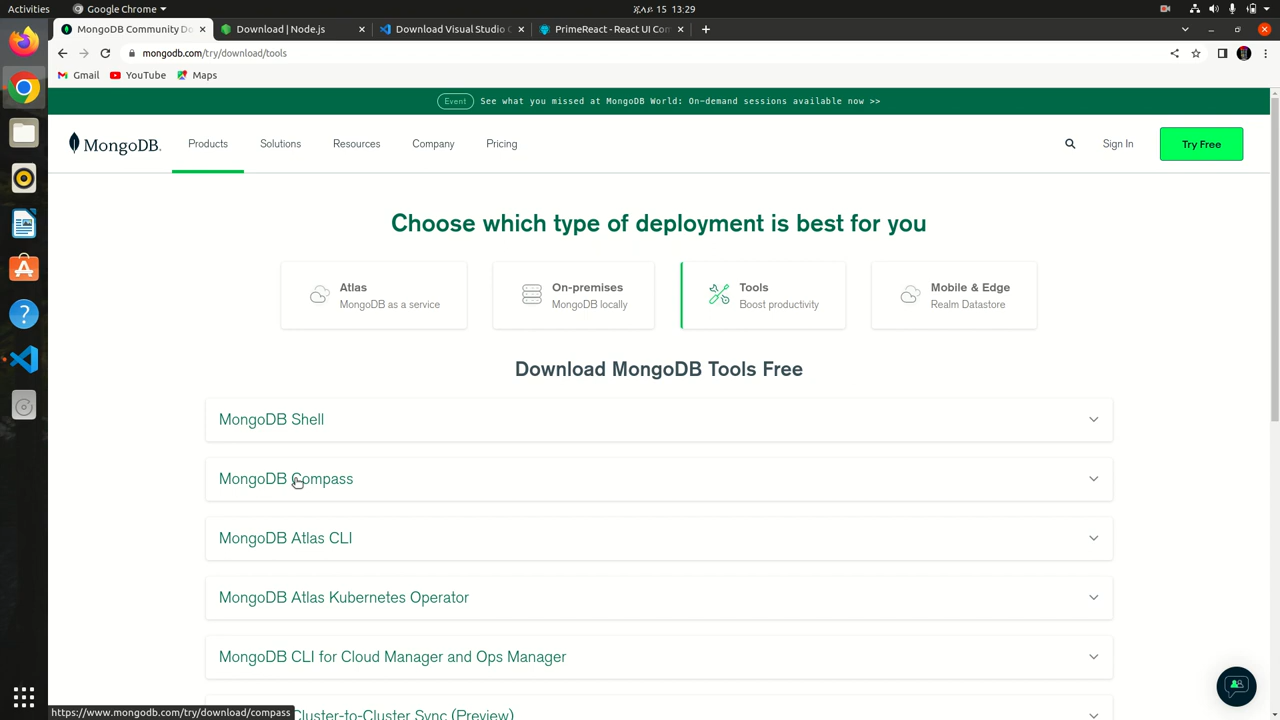 Activities
Google Chrome
ኣፕሪ 15 13:29
MongoDB Community Do
Download | Node.js
Download Visual Studio C
PrimeReact - React UI Com
mongodb.com/try/download/tools
Gmail
YouTube
Maps
Event
See what you missed at MongoDB World: On-demand sessions available now >>
MongoDB.
Products
Solutions
Resources
Company
Pricing
Sign In
Try Free
Choose which type of deployment is best for you
Atlas
MongoDB as a service
On-premises
MongoDB locally
Tools
Boost productivity
Mobile & Edge
Realm Datastore
Download MongoDB Tools Free
MongoDB Shell
MongoDB Compass
MongoDB Atlas CLI
MongoDB Atlas Kubernetes Operator
MongoDB CLI for Cloud Manager and Ops Manager
Cluster-to-Cluster Sync (Preview)
https://www.mongodb.com/try/download/compass